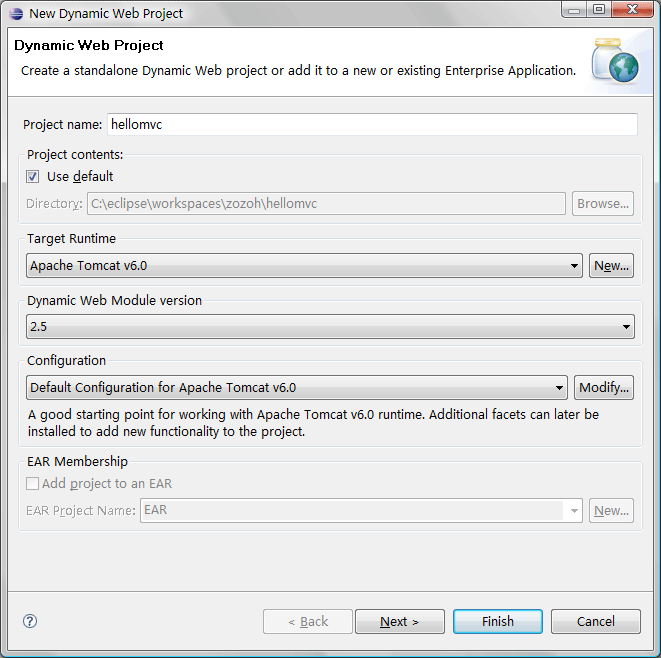 New Dynamic Web Project
Dynamic Web Project
Create a standalone Dynamic Web project or add it to a new or existing Enterprise Application.
Project name: hellomvc
Project contents:
Use default
Directory: C:\eclipse\workspaces\zozoh\hellomvc Browse...
Target Runtime
Apache Tomcat v6.0 New...
Dynamic Web Module version
2.5
Configuration
Default Configuration for Apache Tomcat v6.0 Modify...
A good starting point for working with Apache Tomcat v6.0 runtime. Additional facets can later be
installed to add new functionality to the project.
EAR Membership
Add project to an EAR
EAR Project Name: EAR New...
? < Back Next > Finish Cancel